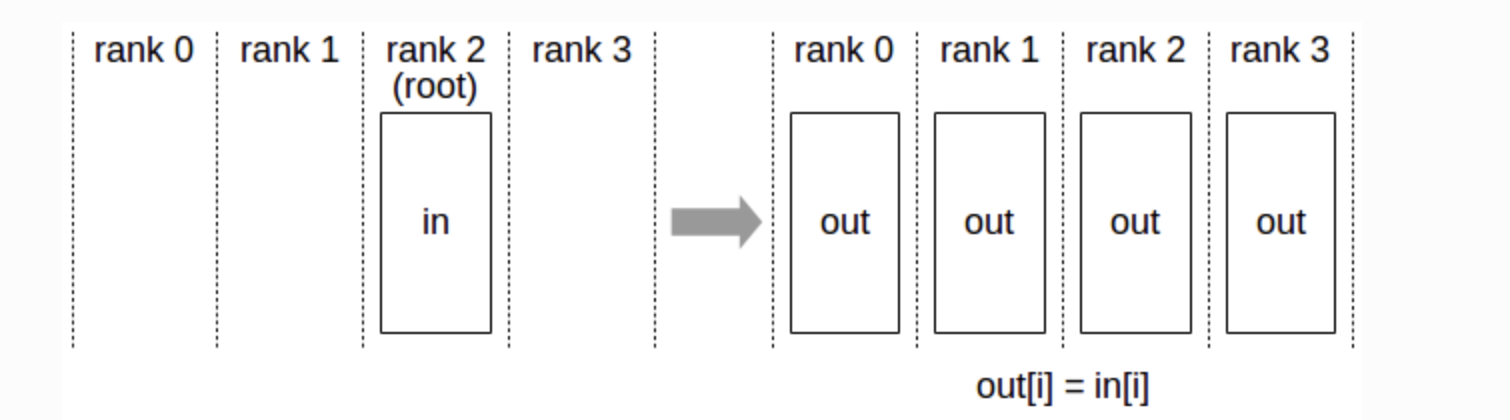 rank 0 rank 1 rank 2 rank 3 rank 0 rank 1 rank 2 rank 3
(root)
in out out out out
out[i] = in[i]